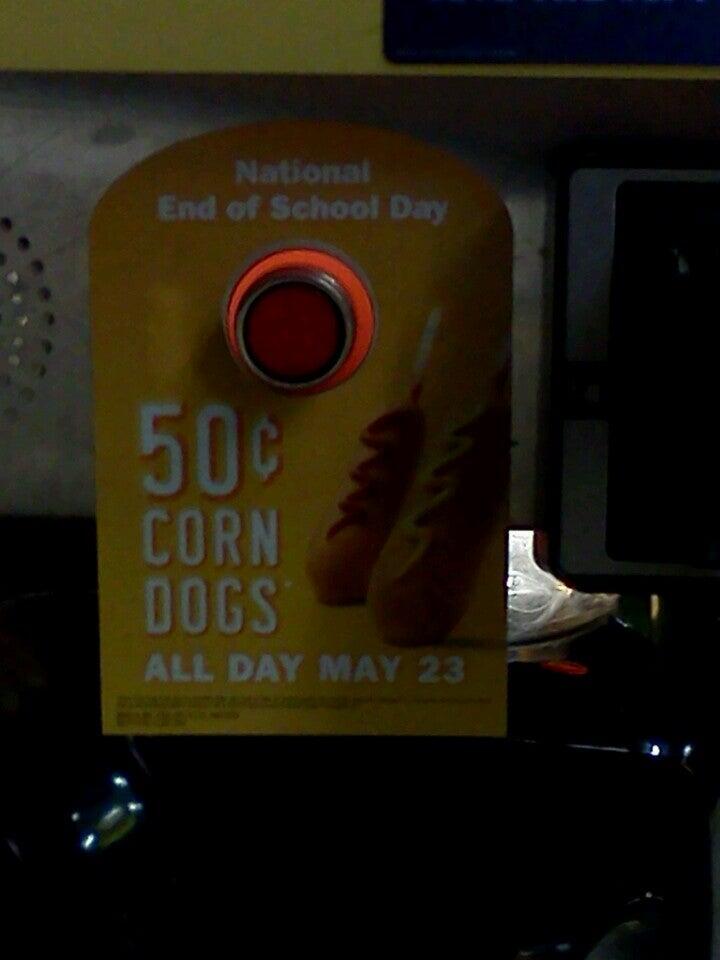 National
End of School Day
50¢
CORN
DOGS
ALL DAY MAY 23